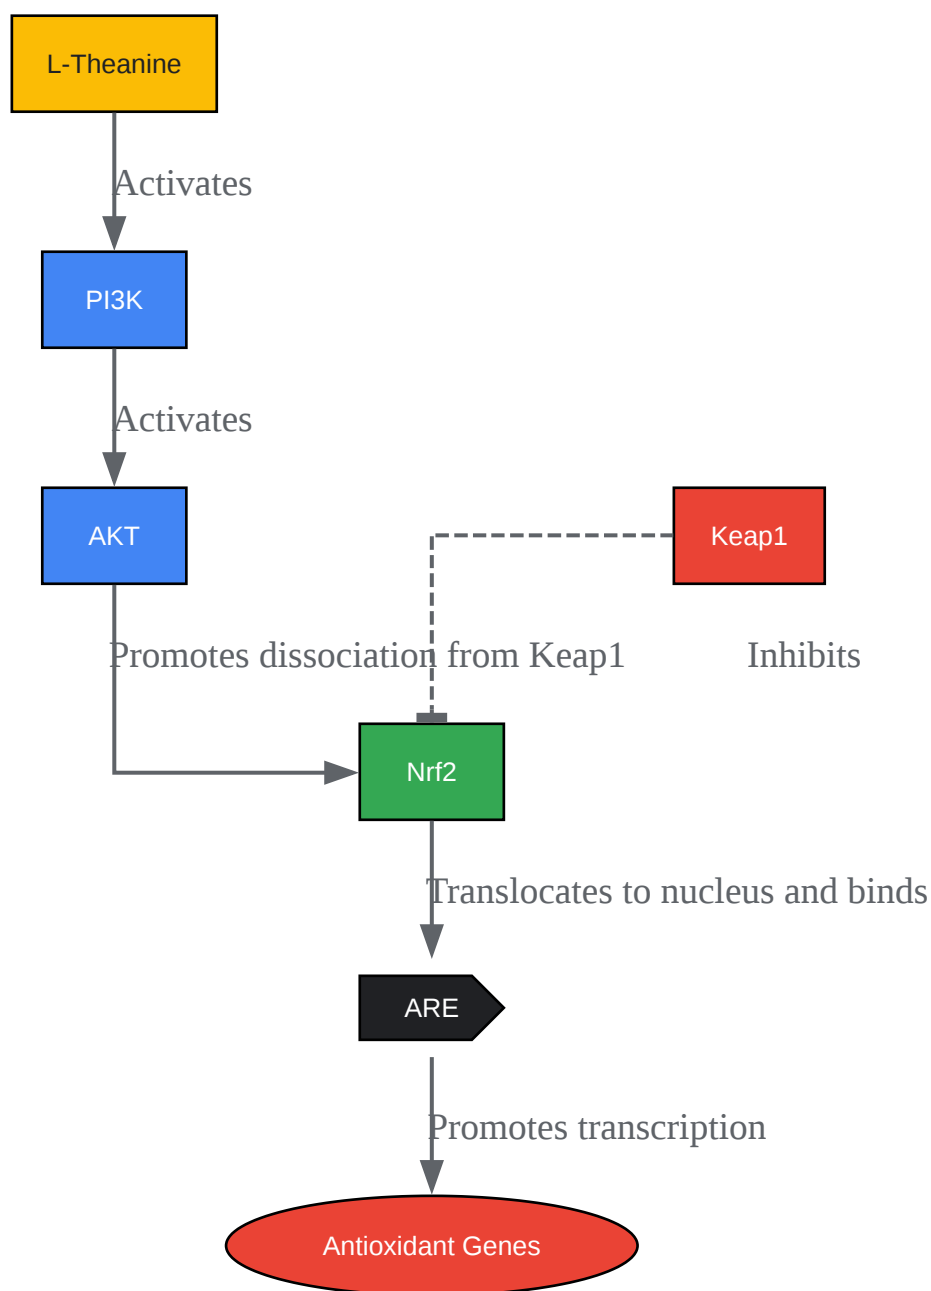 L-Theanine
Activates
PI3K
Activates
AKT
Keap1
Promotes dissociation from Keap1
Inhibits
Nrf2
Translocates to nucleus and binds
ARE
Promotes transcription
Antioxidant Genes